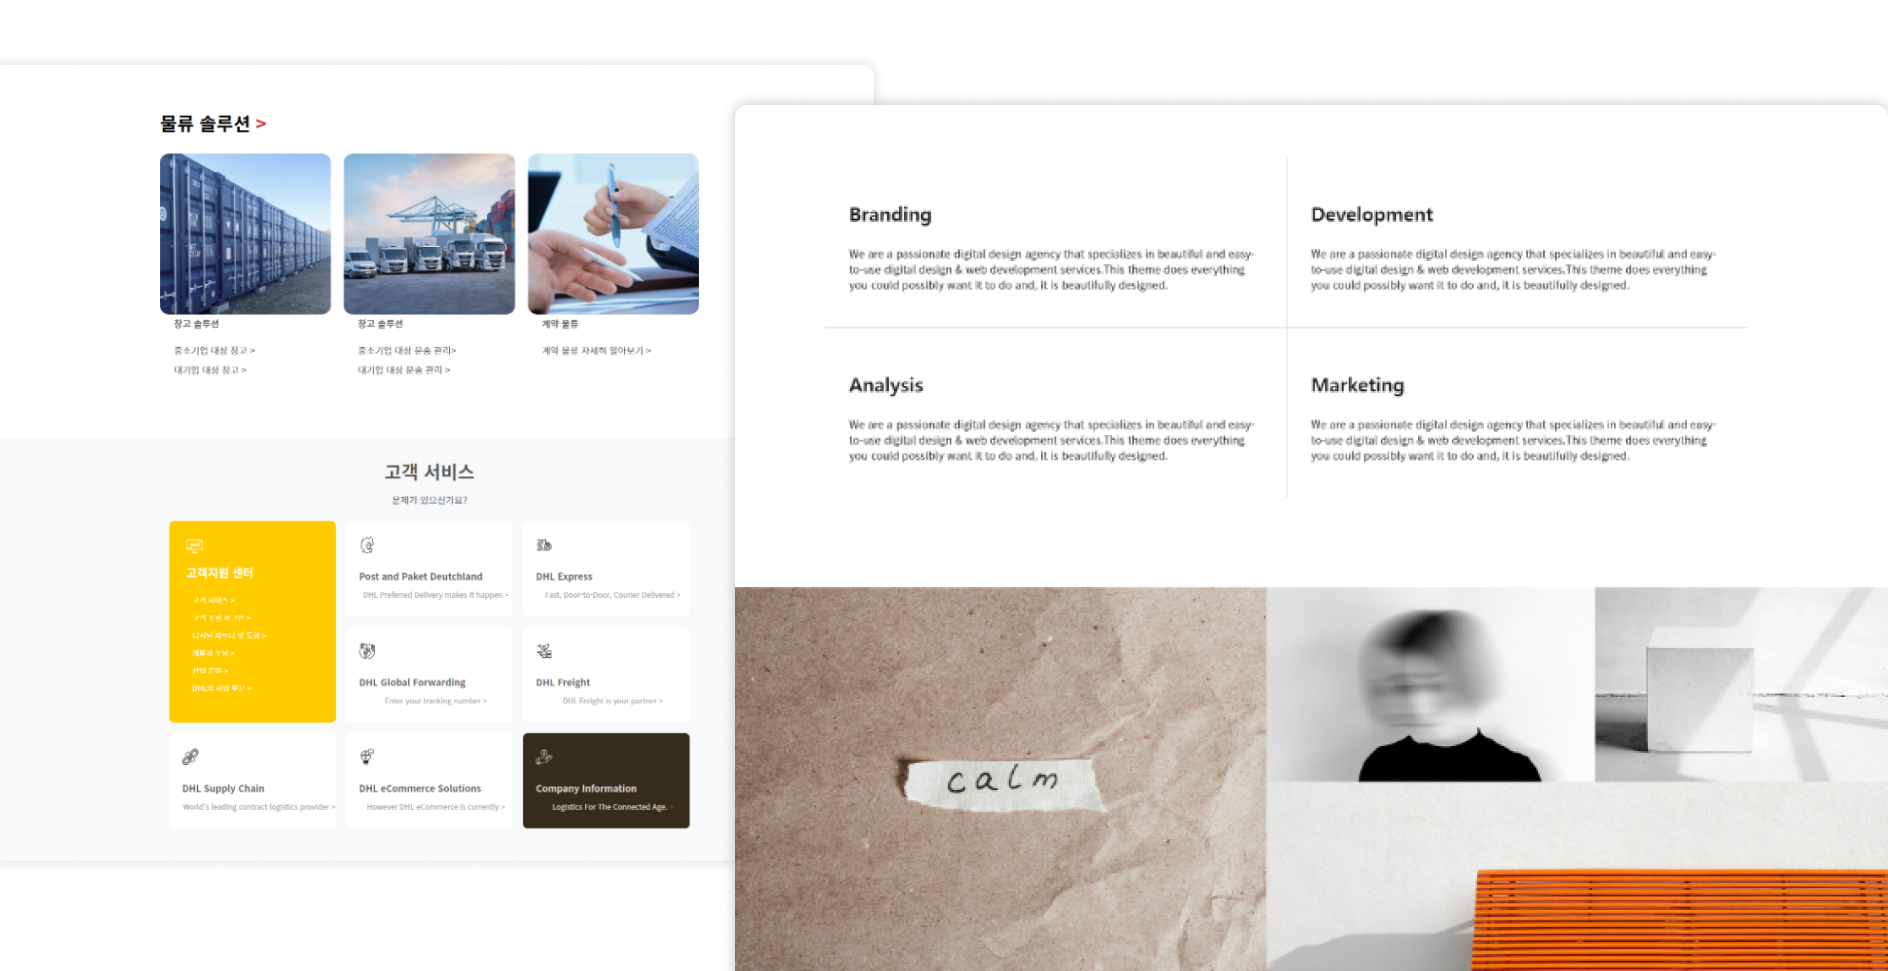 물류 솔루션 >
창고 솔루션
중소기업 대상 창고 >
대기업 대상 창고 >
창고 솔루션
중소기업 대상 운송 관리>
대기업 대상 운송 관리 >
계약 물류
계약 물류 자세히 알아보기 >
고객 서비스
문제가 있으신가요?
고객지원 센터
고객 서비스 >
DHL의 사업 부문 >
Post and Paket Deutchland
DHL Preferred Delivery makes it happen >
DHL Express
Fast, Door-to-Door, Courier Delivered >
DHL Global Forwarding
Enter your tracking number >
DHL Freight
DHL Freight is your partner >
DHL Supply Chain
World's leading contract logistics provider >
DHL eCommerce Solutions
However DHL eCommerce is currently >
Company Information
Logistics For The Connected Age. >
Branding
We are a passionate digital design agency that specializes in beautiful and easy-
to-use digital design & web development services.This theme does everything
you could possibly want it to do and, it is beautifully designed.
Development
We are a passionate digital design agency that specializes in beautiful and easy-
to-use digital design & web development services.This theme does everything
you could possibly want it to do and, it is beautifully designed.
Analysis
We are a passionate digital design agency that specializes in beautiful and easy-
to-use digital design & web development services.This theme does everything
you could possibly want it to do and, it is beautifully designed.
Marketing
We are a passionate digital design agency that specializes in beautiful and easy-
to-use digital design & web development services.This theme does everything
you could possibly want it to do and, it is beautifully designed.
calm